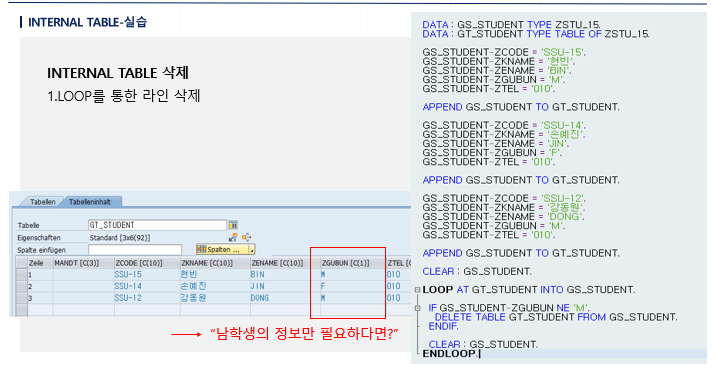 INTERNAL TABLE-실습
INTERNAL TABLE 삭제
1.LOOP를 통한 라인 삭제
Tabellen Tabelleninhalt
Tabelle GT_STUDENT
Eigenschaften Standard [3x6(92)]
Spalte einfügen Spalten ...
Zeile MANDT [C(3)] ZCODE [C(10)] ZKNAME [C(10)] ZENAME [C(10)] ZGUBUN [C(1)] ZTEL [C
1 SSU-15 현빈 BIN M 010
2 SSU-14 손예진 JIN F 010
3 SSU-12 강동원 DONG M 010
"남학생의 정보만 필요하다면?"
DATA : GS_STUDENT TYPE ZSTU_15.
DATA : GT_STUDENT TYPE TABLE OF ZSTU_15.
GS_STUDENT-ZCODE = 'SSU-15'.
GS_STUDENT-ZKNAME = '현빈'.
GS_STUDENT-ZENAME = 'BIN'.
GS_STUDENT-ZGUBUN = 'M'.
GS_STUDENT-ZTEL = '010'.
APPEND GS_STUDENT TO GT_STUDENT.
GS_STUDENT-ZCODE = 'SSU-14'.
GS_STUDENT-ZKNAME = '손예진'.
GS_STUDENT-ZENAME = 'JIN'.
GS_STUDENT-ZGUBUN = 'F'.
GS_STUDENT-ZTEL = '010'.
APPEND GS_STUDENT TO GT_STUDENT.
GS_STUDENT-ZCODE = 'SSU-12'.
GS_STUDENT-ZKNAME = '강동원'.
GS_STUDENT-ZENAME = 'DONG'.
GS_STUDENT-ZGUBUN = 'M'.
GS_STUDENT-ZTEL = '010'.
APPEND GS_STUDENT TO GT_STUDENT.
CLEAR : GS_STUDENT.
LOOP AT GT_STUDENT INTO GS_STUDENT.
IF GS_STUDENT-ZGUBUN NE 'M'.
DELETE TABLE GT_STUDENT FROM GS_STUDENT.
ENDIF.
CLEAR : GS_STUDENT.
ENDLOOP.